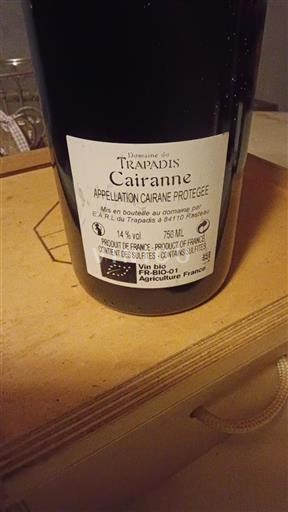 Domaine du
TRAPADIS
Cairanne
APPELLATION CAIRANE PROTEGEE
Mis en bouteille au domaine par
E.A.R.L du Trapadis à 84110 Rasteau
14 % vol. 750 ML
PRODUIT DE FRANCE - PRODUCT OF FRANCE
CONTIENT DES SULFITES - CONTAINS SULFITES
Vin bio
FR-BIO-01
Agriculture France